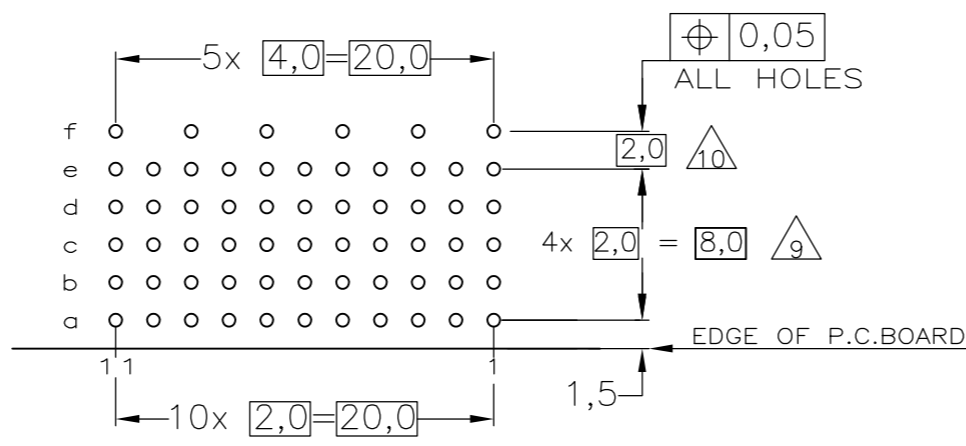 5x 4,0=20,0
⌖ 0,05
ALL HOLES
f
2,0 10
e
d
c
4x 2,0 = 8,0 9
b
a
EDGE OF P.C.BOARD
11 1
1,5
10x 2,0=20,0